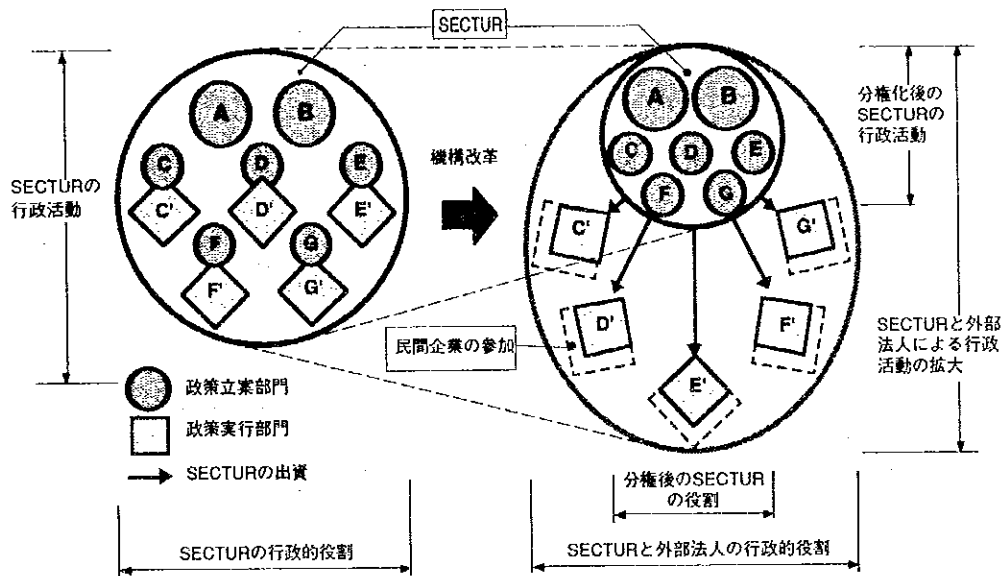 SECTUR
SECTURの
行政活動
A
B
C
D
E
C'
D'
E'
F
G
F'
G'
機構改革
A
B
C
D
E
F
G
C'
G'
D'
F'
E'
民間企業の参加
分権化後の
SECTURの
行政活動
SECTURと外部
法人による行政
活動の拡大
政策立案部門
政策実行部門
SECTURの出資
分権後のSECTUR
の役割
SECTURの行政的役割
SECTURと外部法人の行政的役割